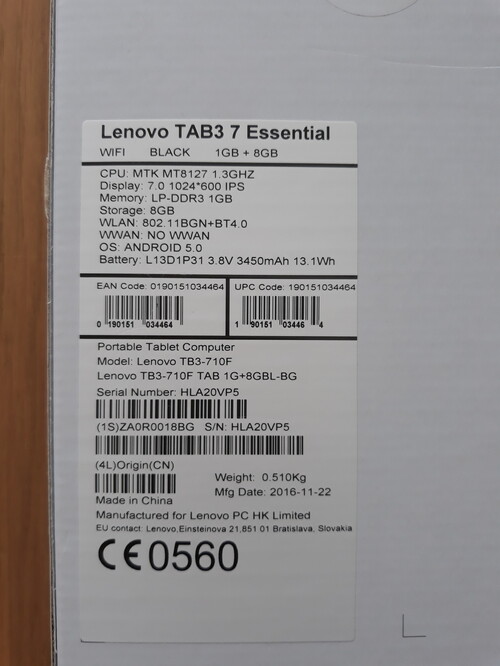 Lenovo TAB3 7 Essential
WIFI BLACK 1GB + 8GB
CPU: MTK MT8127 1.3GHZ
Display: 7.0 1024*600 IPS
Memory: LP-DDR3 1GB
Storage: 8GB
WLAN: 802.11BGN+BT4.0
WWAN: NO WWAN
OS: ANDROID 5.0
Battery: L13D1P31 3.8V 3450mAh 13.1Wh
EAN Code: 0190151034464 UPC Code: 190151034464
0 190151 034464 1 90151 03446 4
Portable Tablet Computer
Model: Lenovo TB3-710F
Lenovo TB3-710F TAB 1G+8GBL-BG
Serial Number: HLA20VP5
(1S)ZA0R0018BG S/N: HLA20VP5
(4L)Origin(CN)
Weight: 0.510Kg
Made in China Mfg Date: 2016-11-22
Manufactured for Lenovo PC HK Limited
EU contact: Lenovo,Einsteinova 21,851 01 Bratislava, Slovakia
CE0560